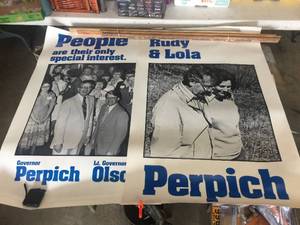 People
are their only
special interest.
Governor
Perpich
Lt. Governor
Olso
Rudy
& Lola
Perpich